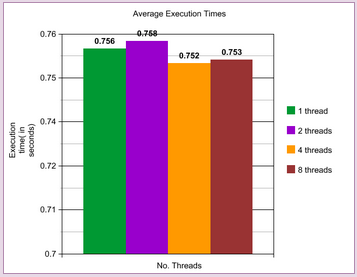 Average Execution Times
0.76
0.75
0.74
0.72
0.71
0.7
0.756
0.758
0.752
0.753
Execution
time( in
seconds)
No. Threads
1 thread
2 threads
4 threads
8 threads